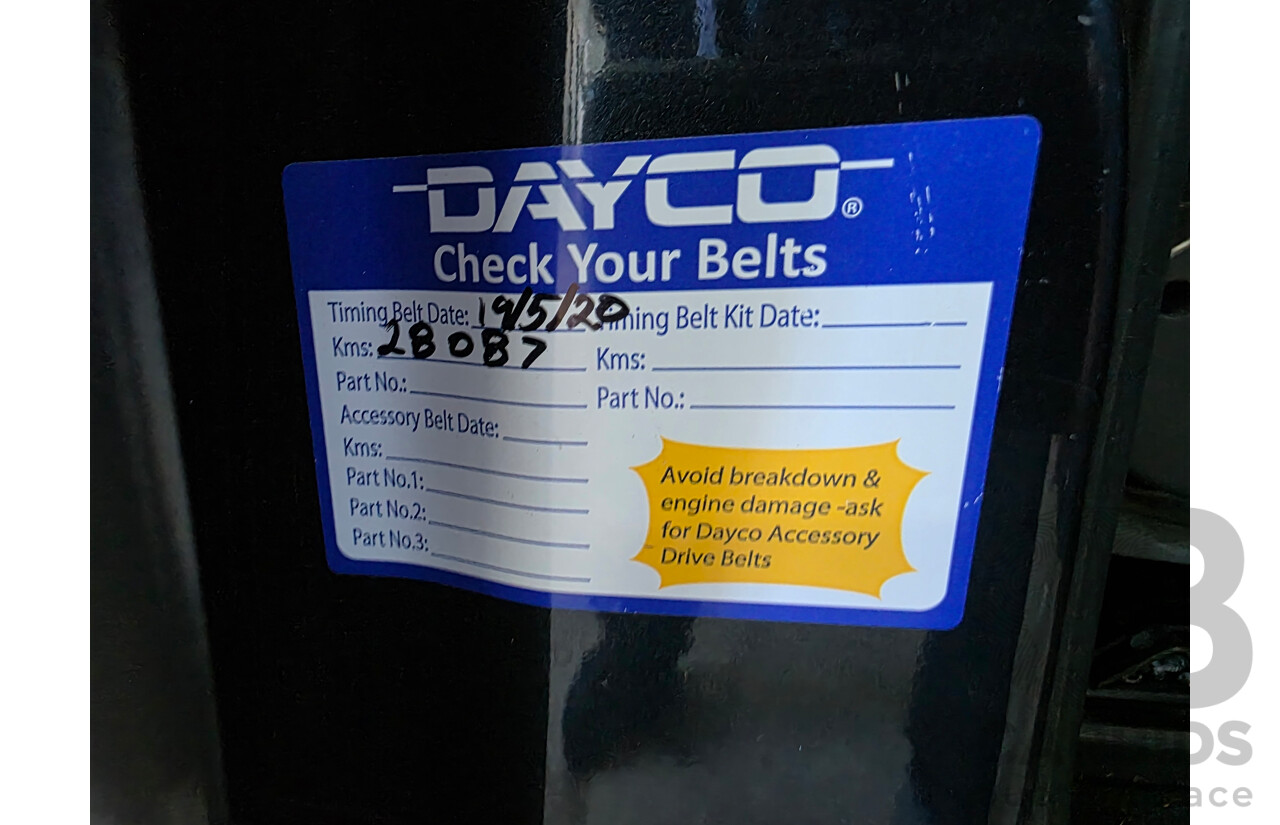 DAYCO®
Check Your Belts
Timing Belt Date: 19/5/20
Kms: 28087
Part No.:
Accessory Belt Date:
Kms:
Part No.1:
Part No.2:
Part No.3:
Timing Belt Kit Date:
Kms:
Part No.:
Avoid breakdown &
engine damage -ask
for Dayco Accessory
Drive Belts